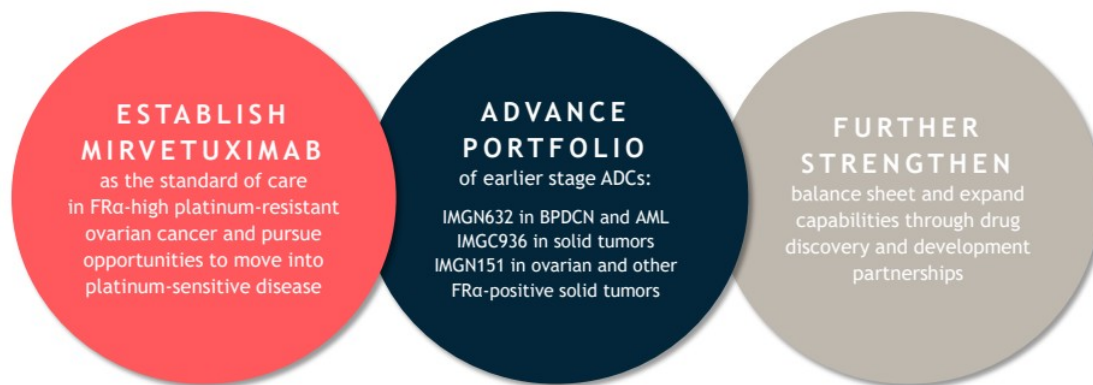 ESTABLISH
MIRVETUXIMAB
as the standard of care
in FRα-high platinum-resistant
ovarian cancer and pursue
opportunities to move into
platinum-sensitive disease
ADVANCE
PORTFOLIO
of earlier stage ADCs:
IMGN632 in BPDCN and AML
IMGC936 in solid tumors
IMGN151 in ovarian and other
FRα-positive solid tumors
FURTHER
STRENGTHEN
balance sheet and expand
capabilities through drug
discovery and development
partnerships